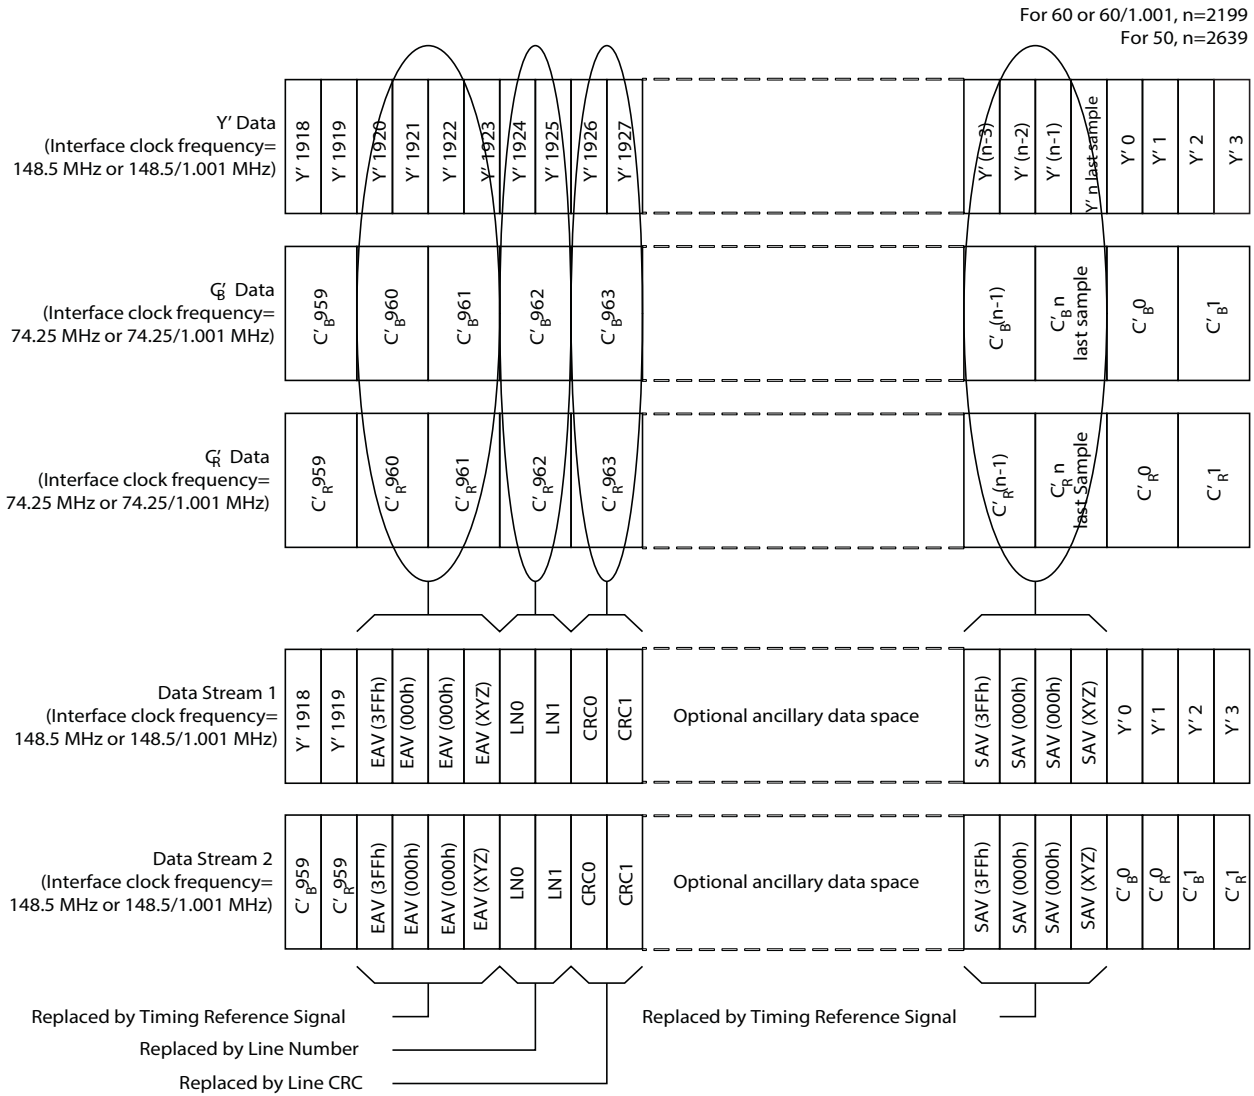 For 60 or 60/1.001, n=2199
For 50, n=2639
Y′ Data
(Interface clock frequency=
148.5 MHz or 148.5/1.001 MHz)
Y′ 1918 Y′ 1919 Y′ 1920 Y′ 1921 Y′ 1922 Y′ 1923 Y′ 1924 Y′ 1925 Y′ 1926 Y′ 1927 Y′ (n-3) Y′ (n-2) Y′ (n-1) Y′ n last sample Y′ 0 Y′ 1 Y′ 2 Y′ 3
C′B Data
(Interface clock frequency=
74.25 MHz or 74.25/1.001 MHz)
C′B959 C′B960 C′B961 C′B962 C′B963 C′B(n-1) C′B n last sample C′B0 C′B1
C′R Data
(Interface clock frequency=
74.25 MHz or 74.25/1.001 MHz)
C′R959 C′R960 C′R961 C′R962 C′R963 C′R(n-1) C′R n last Sample C′R0 C′R1
Data Stream 1
(Interface clock frequency=
148.5 MHz or 148.5/1.001 MHz)
Y′ 1918 Y′ 1919 EAV (3FFh) EAV (000h) EAV (000h) EAV (XYZ) LN0 LN1 CRC0 CRC1 Optional ancillary data space SAV (3FFh) SAV (000h) SAV (000h) SAV (XYZ) Y′ 0 Y′ 1 Y′ 2 Y′ 3
Data Stream 2
(Interface clock frequency=
148.5 MHz or 148.5/1.001 MHz)
C′B959 C′R959 EAV (3FFh) EAV (000h) EAV (000h) EAV (XYZ) LN0 LN1 CRC0 CRC1 Optional ancillary data space SAV (3FFh) SAV (000h) SAV (000h) SAV (XYZ) C′B0 C′R0 C′B1 C′R1
Replaced by Timing Reference Signal
Replaced by Timing Reference Signal
Replaced by Line Number
Replaced by Line CRC